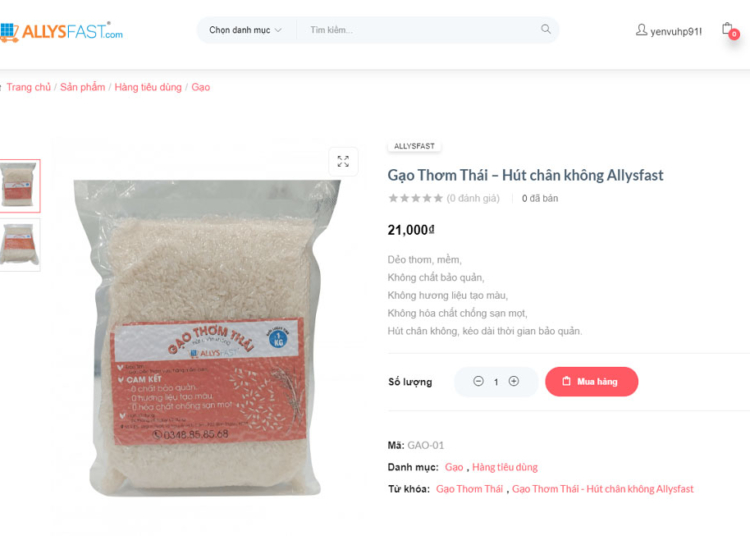 ALLYSFAST.com
Chọn danh mục
Tìm kiếm...
yenvuhp91!
0
Trang chủ / Sản phẩm / Hàng tiêu dùng / Gạo
ALLYSFAST
Gạo Thơm Thái – Hút chân không Allysfast
(0 đánh giá)
0 đã bán
21,000₫
Dẻo thơm, mềm,
Không chất bảo quản,
Không hương liệu tạo màu,
Không hóa chất chống sạn mọt,
Hút chân không, kéo dài thời gian bảo quản.
Số lượng
1
Mua hàng
Mã: GAO-01
Danh mục: Gạo , Hàng tiêu dùng
Từ khóa: Gạo Thơm Thái , Gạo Thơm Thái - Hút chân không Allysfast
GẠO THƠM THÁI
1 KG
ALLYSFAST
CAM KẾT
-0 chất bảo quản
-0 hương liệu tạo màu
-0 hóa chất chống sạn mọt
0348.88.65.68